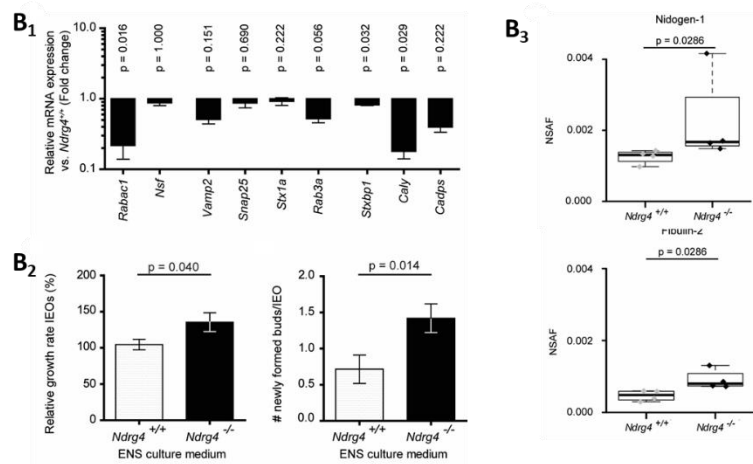 B1
Relative mRNA expression
vs. Ndrg4+/+ (Fold change)
10.0
1.0
0.1
p = 0.016
p = 1.000
p = 0.151
p = 0.690
p = 0.222
p = 0.056
p = 0.032
p = 0.029
p = 0.222
Rabac1
Nsf
Vamp2
Snap25
Stx1a
Rab3a
Stxbp1
Caly
Cadps
B2
Relative growth rate IEOs (%)
200
150
100
50
0
p = 0.040
Ndrg4 +/+
Ndrg4 -/-
ENS culture medium
# newly formed buds/IEO
2.0
1.5
1.0
0.5
0.0
p = 0.014
Ndrg4 +/+
Ndrg4 -/-
ENS culture medium
B3
Nidogen-1
p = 0.0286
NSAF
0.004
0.002
0.000
Ndrg4 +/+
Ndrg4 -/-
Fibulin-2
p = 0.0286
NSAF
0.004
0.002
0.000
Ndrg4 +/+
Ndrg4 -/-